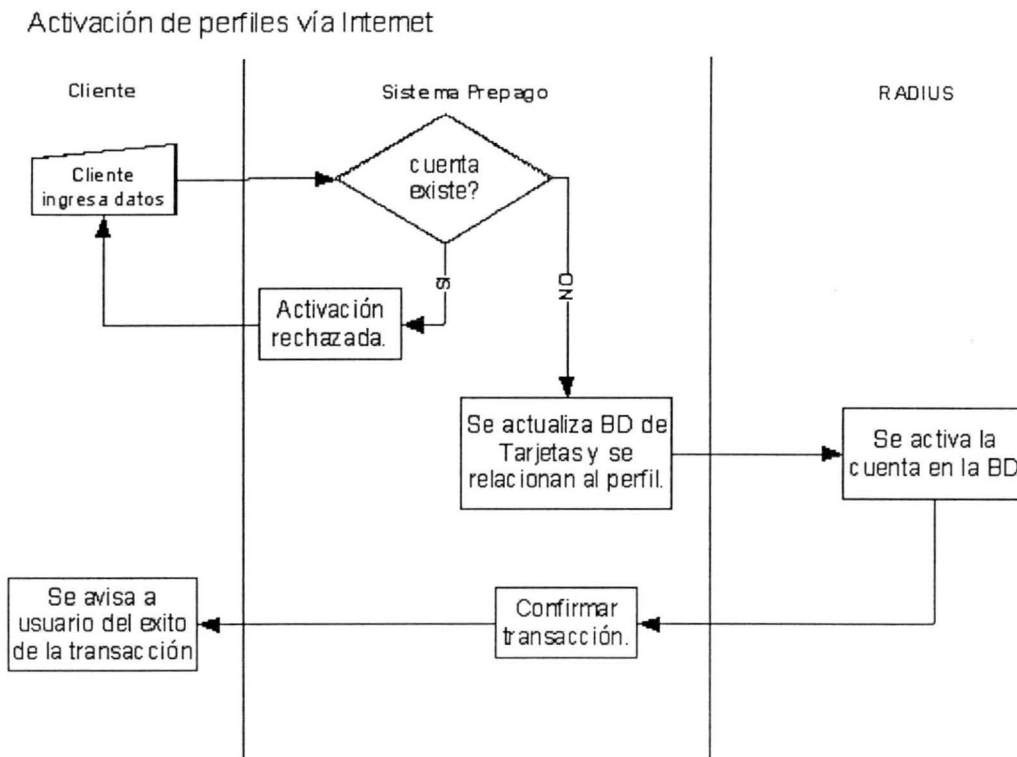 Activación de perfiles vía Internet
Cliente
Sistema Prepago
RADIUS
Cliente
ingresa datos
cuenta
existe?
SI
NO
Activación
rechazada.
Se actualiza BD de
Tarjetas y se
relacionan al perfil.
Se activa la
cuenta en la BD
Se avisa a
usuario del exito
de la transacción
Confirmar
transacción.